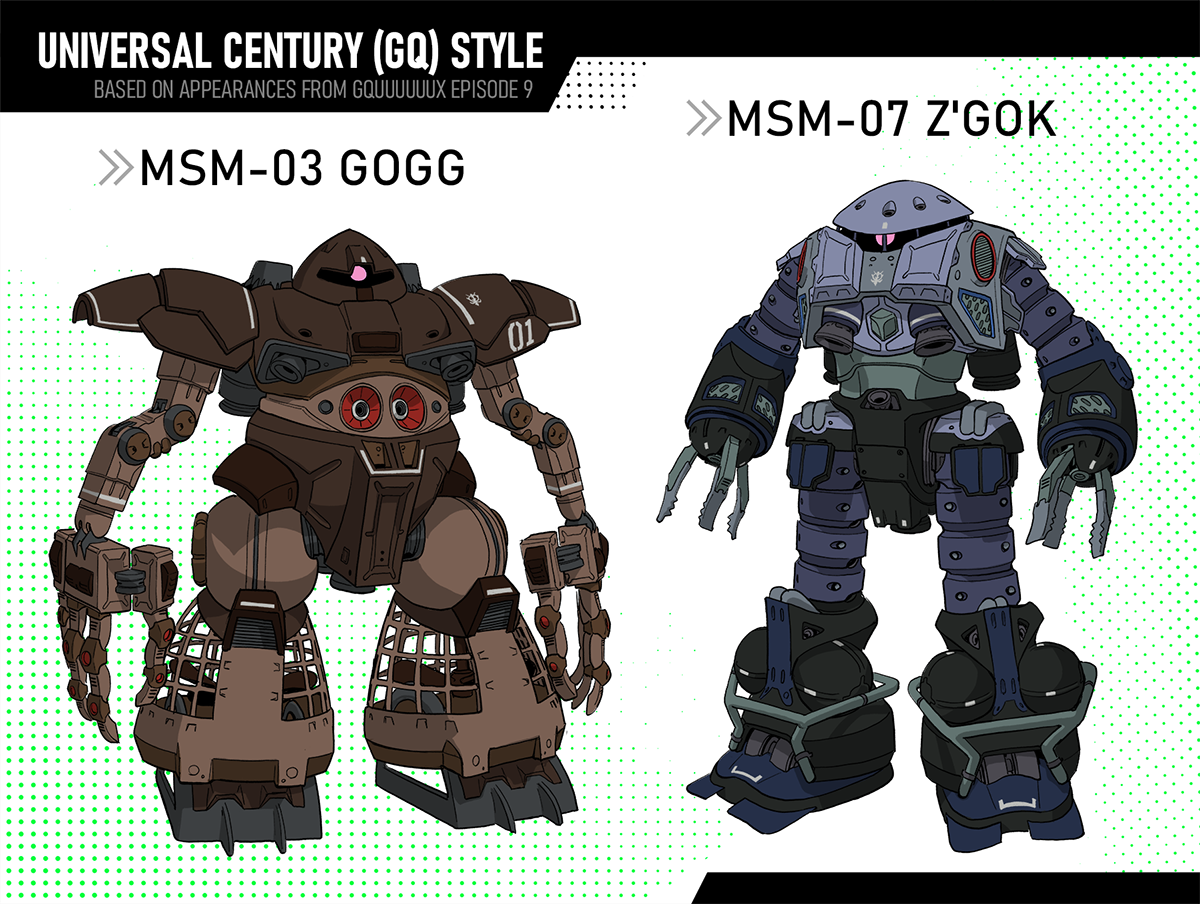 UNIVERSAL CENTURY (GQ) STYLE
BASED ON APPEARANCES FROM GQUUUUUUX EPISODE 9
MSM-07 Z'GOK
MSM-03 GOGG
01